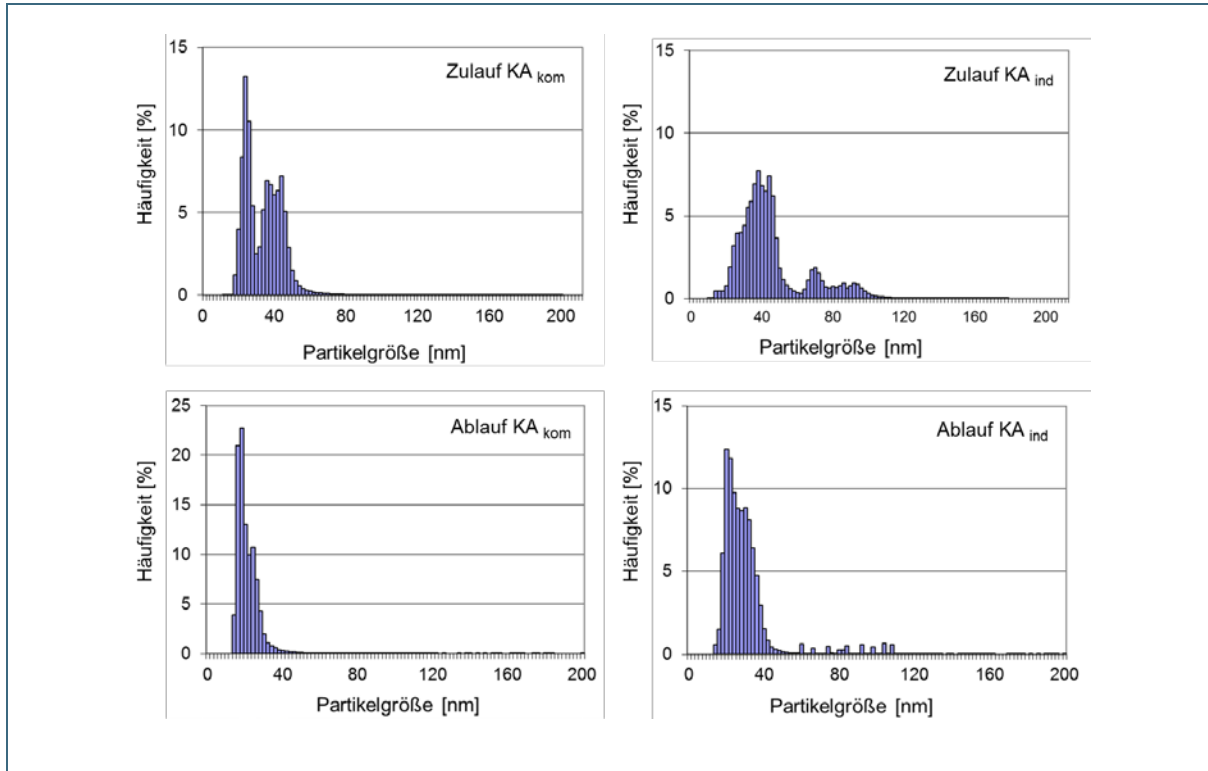 Zulauf KA kom
Häufigkeit [%]
15
10
5
0
0 40 80 120 160 200
Partikelgröße [nm]
Zulauf KA ind
Häufigkeit [%]
15
10
5
0
0 40 80 120 160 200
Partikelgröße [nm]
Ablauf KA kom
Häufigkeit [%]
25
20
15
10
5
0
0 40 80 120 160 200
Partikelgröße [nm]
Ablauf KA ind
Häufigkeit [%]
15
10
5
0
0 40 80 120 160 200
Partikelgröße [nm]